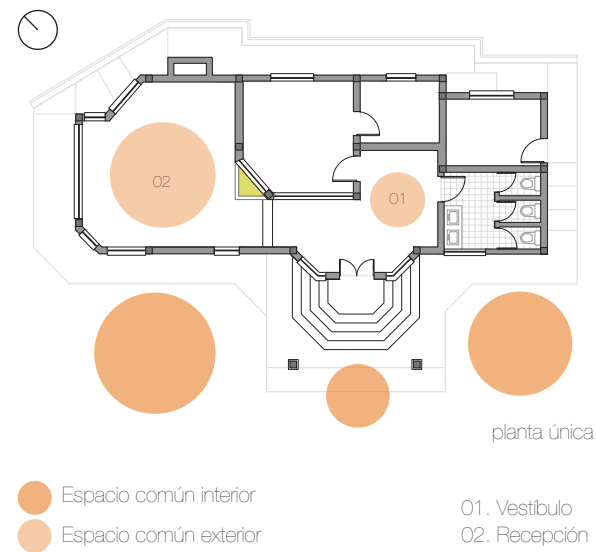 02
01
planta única
Espacio común interior
Espacio común exterior
01. Vestíbulo
02. Recepción